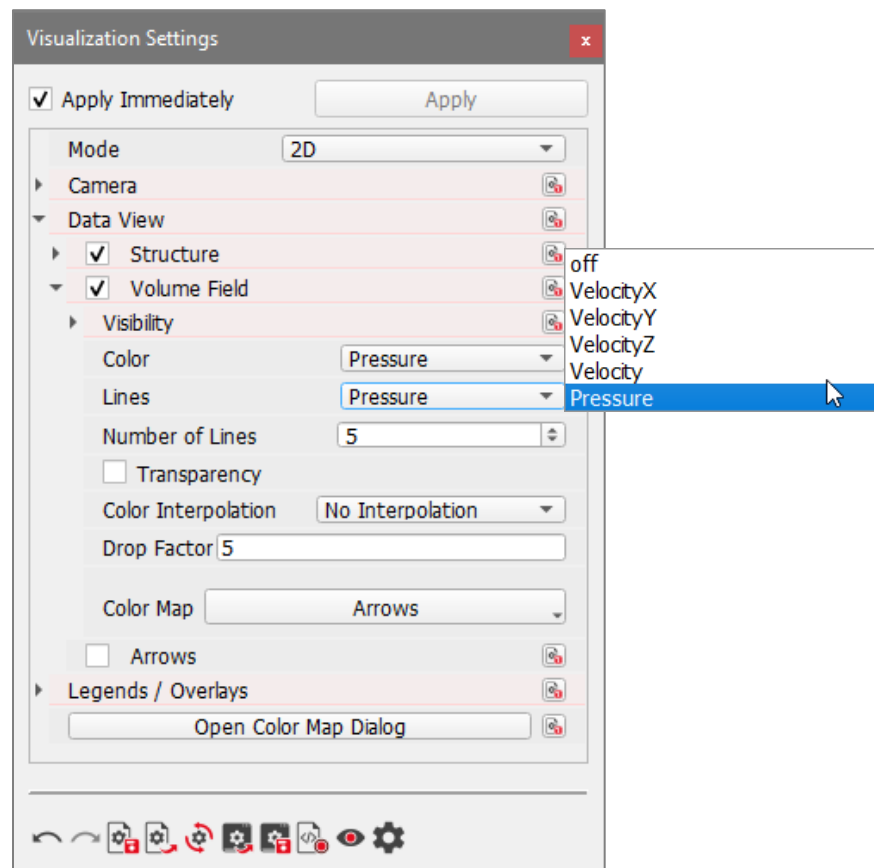 Visualization Settings
x
Apply Immediately
Apply
Mode
2D
Camera
Data View
Structure
Volume Field
Visibility
Color
Pressure
Lines
Pressure
Number of Lines
5
Transparency
Color Interpolation
No Interpolation
Drop Factor
5
Color Map
Arrows
Arrows
Legends / Overlays
Open Color Map Dialog
off
VelocityX
VelocityY
VelocityZ
Velocity
Pressure